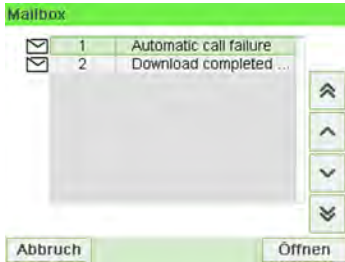 Mailbox
1 Automatic call failure
2 Download completed ...
Abbruch Öffnen